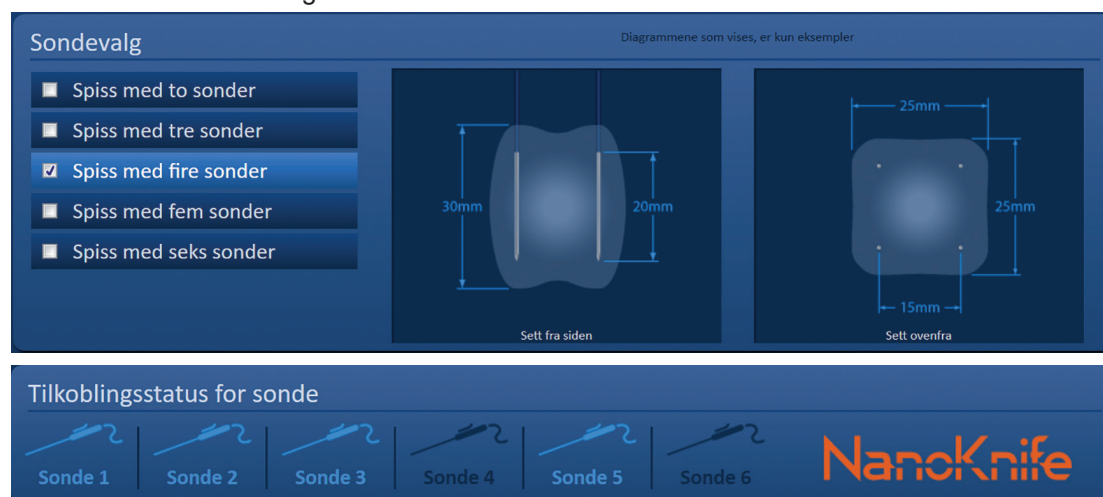 Sondevalg
Diagrammene som vises, er kun eksempler
Spiss med to sonder
Spiss med tre sonder
Spiss med fire sonder
Spiss med fem sonder
Spiss med seks sonder
30mm
20mm
Sett fra siden
25mm
25mm
15mm
Sett ovenfra
Tilkoblingsstatus for sonde
Sonde 1
Sonde 2
Sonde 3
Sonde 4
Sonde 5
Sonde 6
NanoKnife